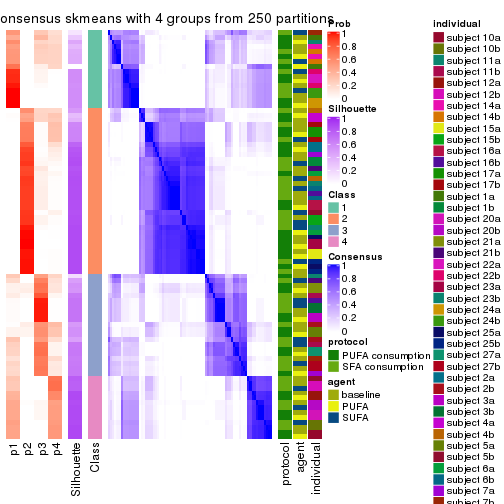 onsensus skmeans with 4 groups from 250 partitions
Prob
1
0.8
0.6
0.4
0.2
0
Silhouette
1
0.8
0.6
0.4
0.2
0
Class
1
2
3
4
Consensus
1
0.8
0.6
0.4
0.2
0
protocol
PUFA consumption
SFA consumption
agent
baseline
PUFA
SUFA
individual
subject 10a
subject 10b
subject 11a
subject 11b
subject 12a
subject 12b
subject 14a
subject 14b
subject 15a
subject 15b
subject 16a
subject 16b
subject 17a
subject 17b
subject 1a
subject 1b
subject 20a
subject 20b
subject 21a
subject 21b
subject 22a
subject 22b
subject 23a
subject 23b
subject 24a
subject 24b
subject 25a
subject 25b
subject 27a
subject 27b
subject 2a
subject 2b
subject 3a
subject 3b
subject 4a
subject 4b
subject 5a
subject 5b
subject 6a
subject 6b
subject 7a
subject 7b
p1
p2
p3
p4
Silhouette
Class
protocol
agent
individual